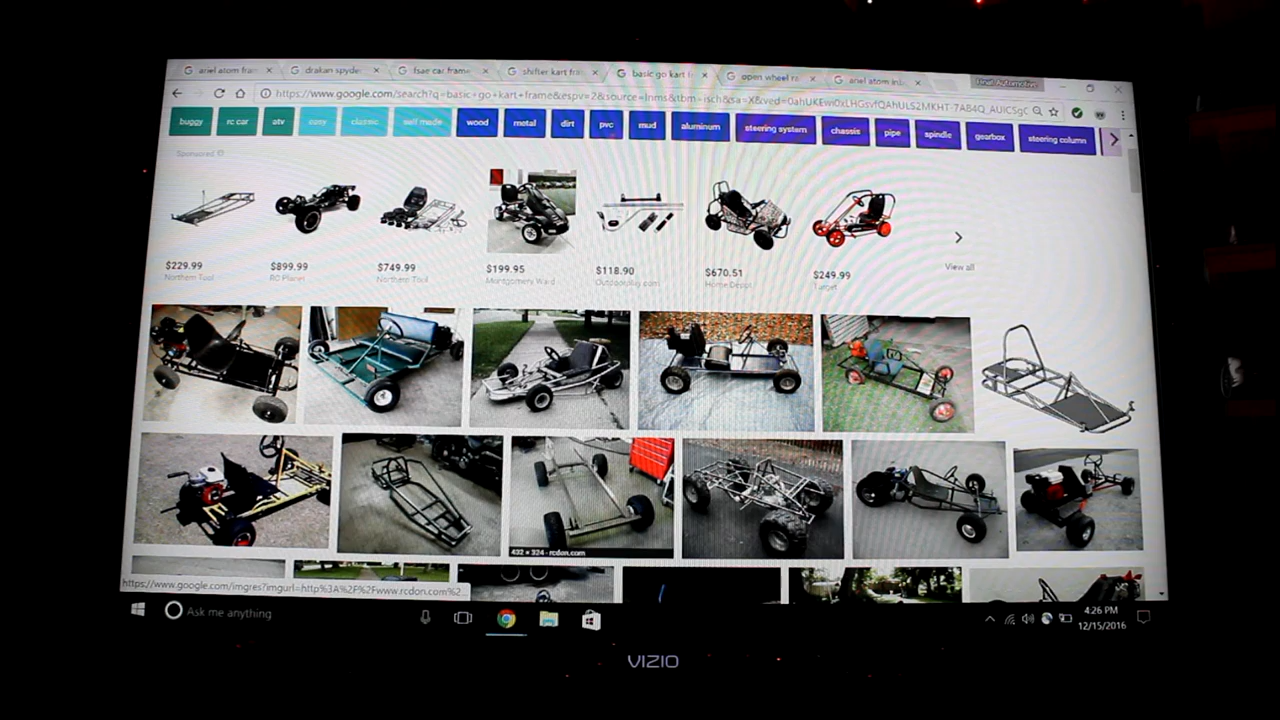 ariel atom fra
drakan spyde
fsae car frame
shifter kart fra
basic go kart fr
open wheel ra
ariel atom
https://www.google.com/search?q=basic+go+kart+frame&espv=2&source=lnms&tbm=isch&sa=X&ved=
buggy
rc car
atv
easy
classic
self made
wood
metal
dirt
pvc
mud
aluminum
steering system
chassis
pipe
spindle
gearbox
steering column
Sponsored
$229.99
Northern Tool
$899.99
RC Planet
$749.99
Northern Tool
$199.95
Montgomery Ward
$118.90
$670.51
Home Depot
$249.99
Target
View all
432 × 324 - rcdon.com
https://www.google.com/imgres?imgurl=http%3A%2F%2Fwww.rcdon.com%2...
Ask me anything
4:26 PM
12/15/2016
VIZIO